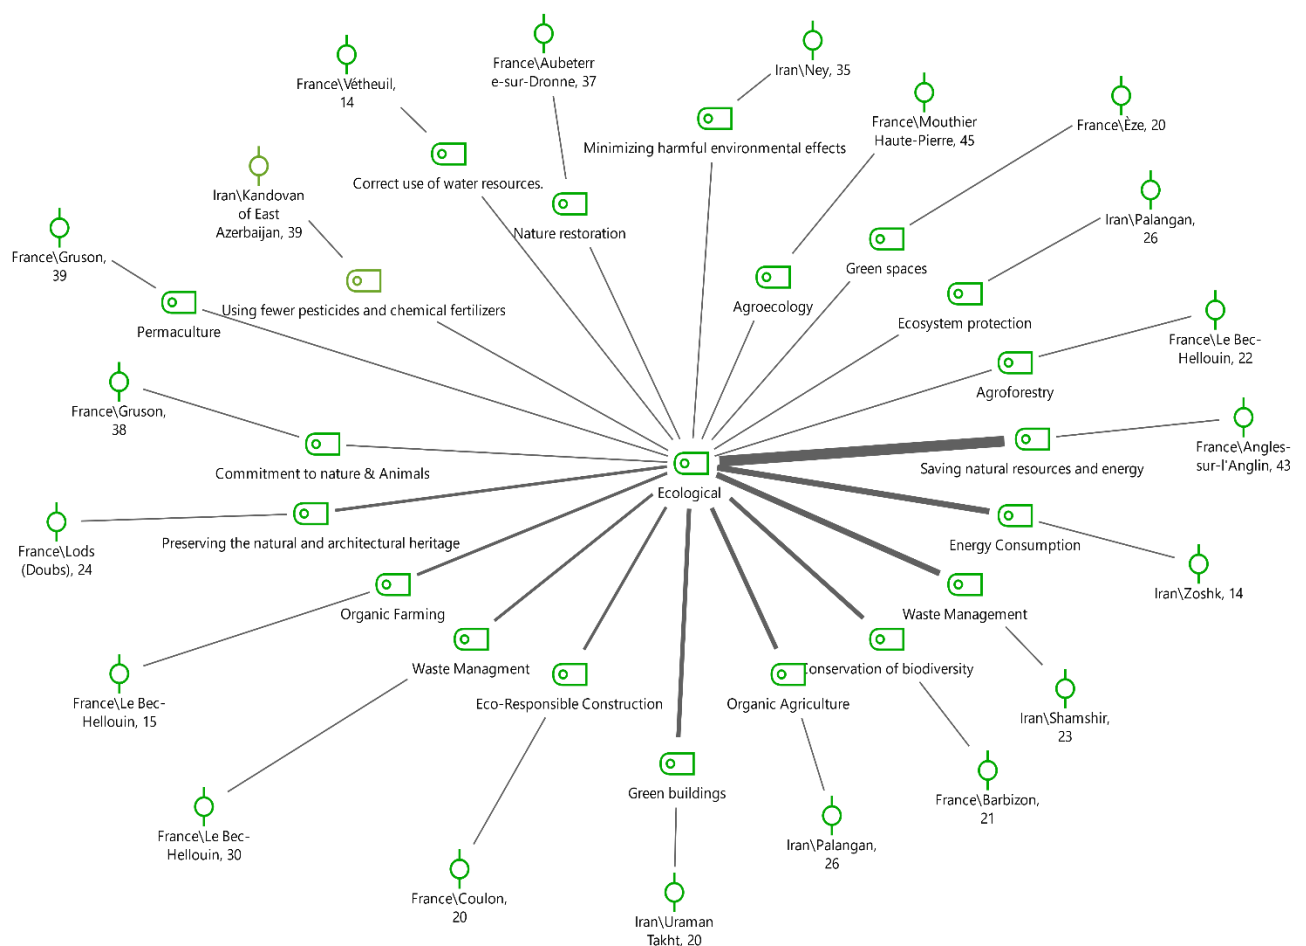 France\Aubeterr
e-sur-Dronne, 37
Iran\Ney, 35
France\Vétheuil,
14
France\Mouthier
Haute-Pierre, 45
France\Èze, 20
Minimizing harmful environmental effects
Correct use of water resources.
Iran\Kandovan
of East
Azerbaijan, 39
Nature restoration
Iran\Palangan,
26
France\Gruson,
39
Green spaces
Using fewer pesticides and chemical fertilizers
Agroecology
Ecosystem protection
Permaculture
France\Le Bec-
Hellouin, 22
Agroforestry
France\Gruson,
38
France\Angles-
sur-l'Anglin, 43
Commitment to nature & Animals
Saving natural resources and energy
Ecological
Preserving the natural and architectural heritage
Energy Consumption
France\Lods
(Doubs), 24
Iran\Zoshk, 14
Organic Farming
Waste Management
Waste Managment
Conservation of biodiversity
France\Le Bec-
Hellouin, 15
Eco-Responsible Construction
Organic Agriculture
Iran\Shamshir,
23
Green buildings
France\Barbizon,
21
France\Le Bec-
Hellouin, 30
Iran\Palangan,
26
France\Coulon,
20
Iran\Uraman
Takht, 20